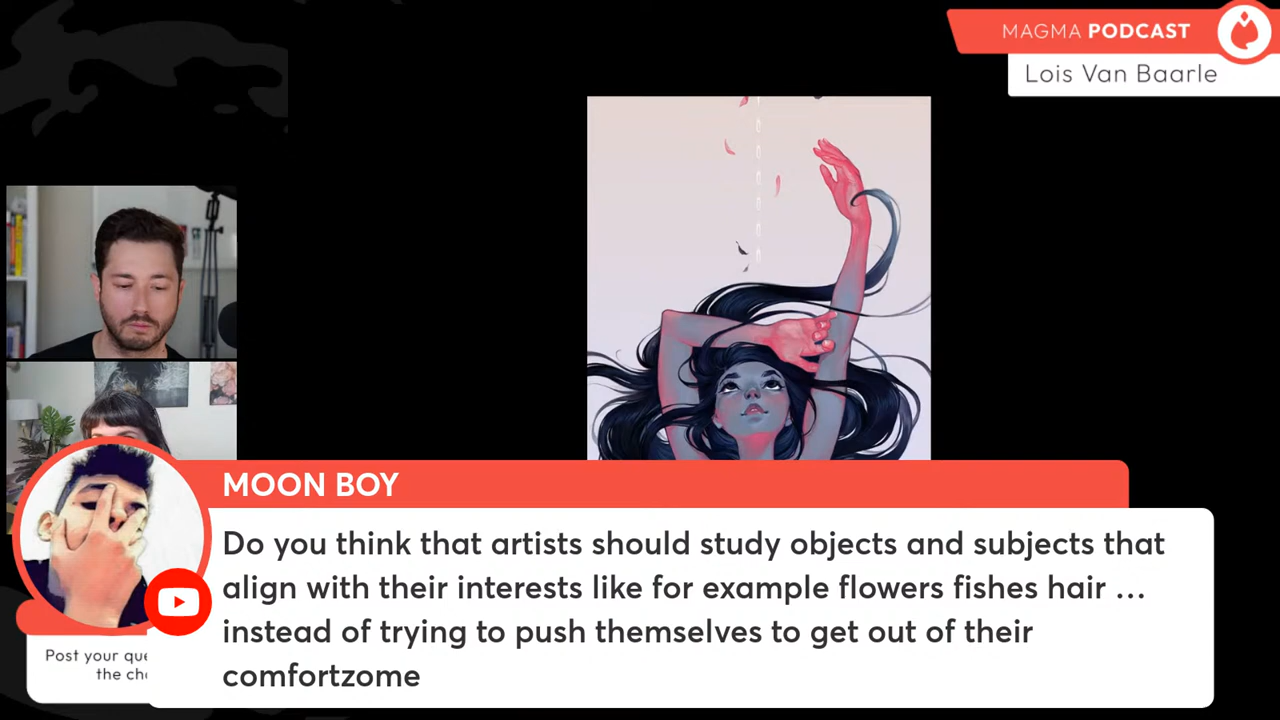 MAGMA PODCAST
Lois Van Baarle
MOON BOY
Do you think that artists should study objects and subjects that
align with their interests like for example flowers fishes hair ...
instead of trying to push themselves to get out of their
comfortzome
Post your que
the ch